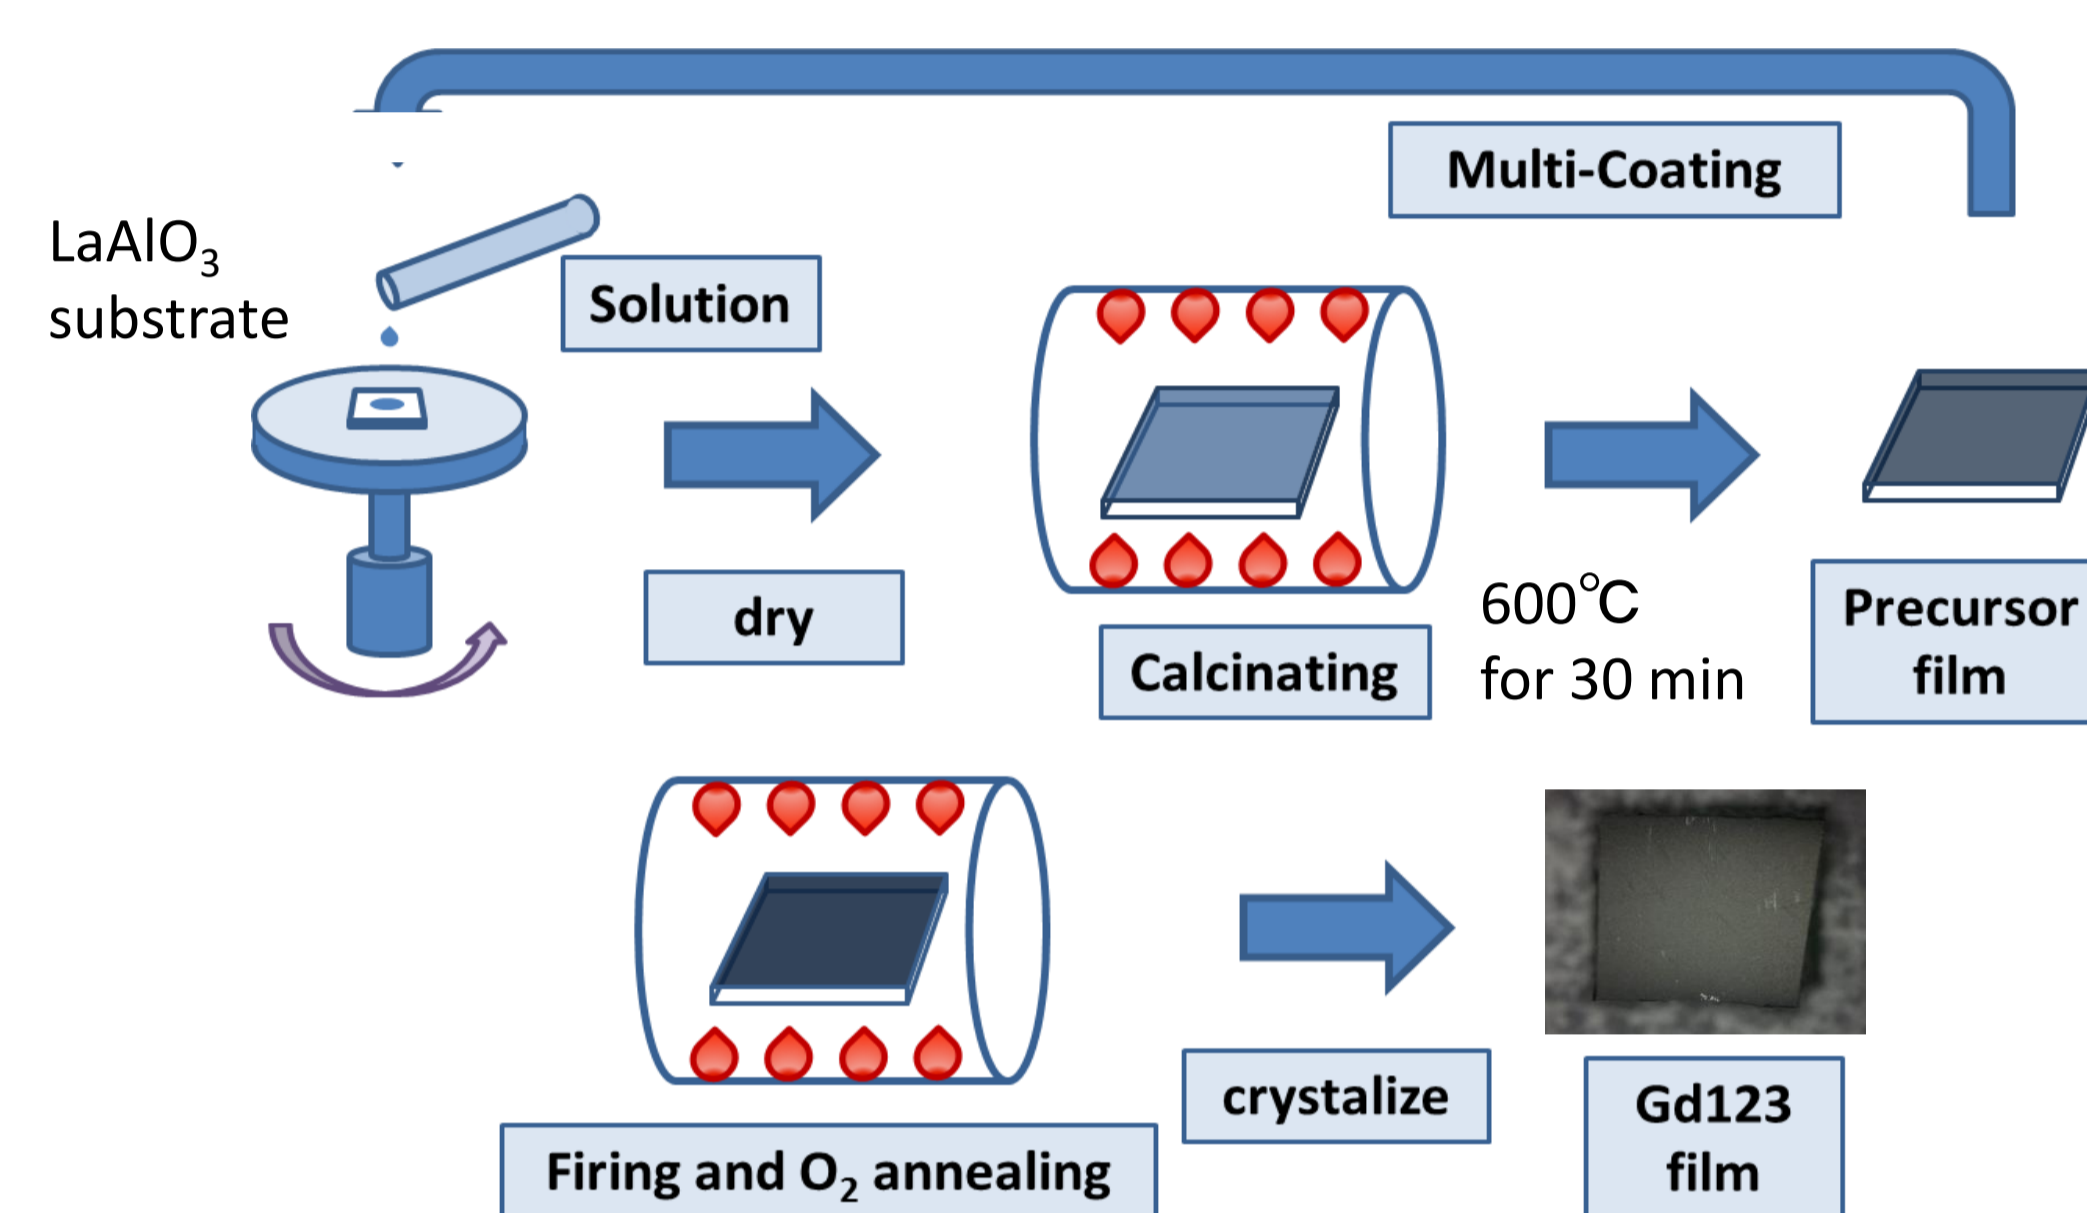 Multi-Coating
LaAlO₃
substrate
Solution
dry
Calcinating
600℃
for 30 min
Precursor
film
Firing and O₂ annealing
crystalize
Gd123
film